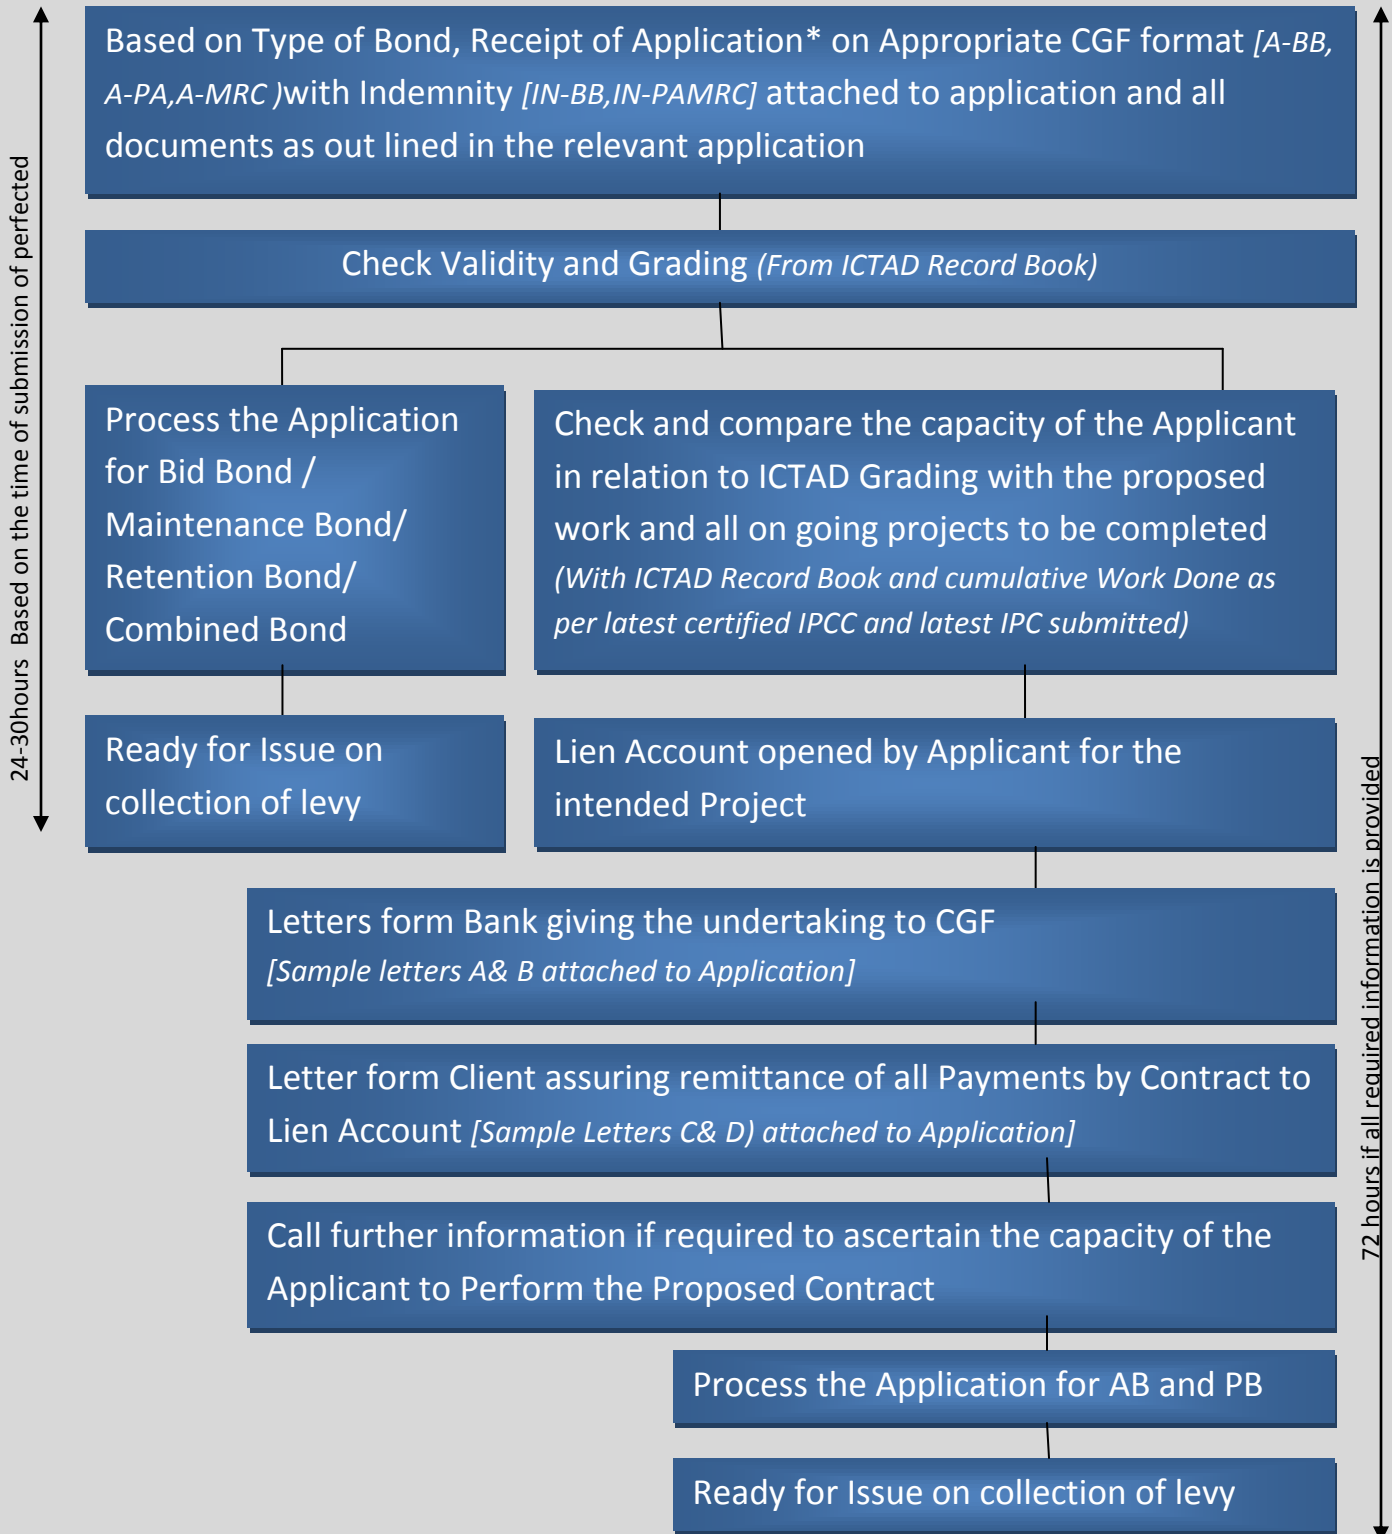 Based on Type of Bond, Receipt of Application* on Appropriate CGF format [A-BB,
A-PA,A-MRC )with Indemnity [IN-BB,IN-PAMRC] attached to application and all
documents as out lined in the relevant application
Check Validity and Grading (From ICTAD Record Book)
24-30hours Based on the time of submission of perfected
Process the Application
for Bid Bond /
Maintenance Bond/
Retention Bond/
Combined Bond
Ready for Issue on
collection of levy
Check and compare the capacity of the Applicant
in relation to ICTAD Grading with the proposed
work and all on going projects to be completed
(With ICTAD Record Book and cumulative Work Done as
per latest certified IPCC and latest IPC submitted)
Lien Account opened by Applicant for the
intended Project
Letters form Bank giving the undertaking to CGF
[Sample letters A& B attached to Application]
Letter form Client assuring remittance of all Payments by Contract to
Lien Account [Sample Letters C& D) attached to Application]
Call further information if required to ascertain the capacity of the
Applicant to Perform the Proposed Contract
Process the Application for AB and PB
Ready for Issue on collection of levy
72 hours if all required information is provided